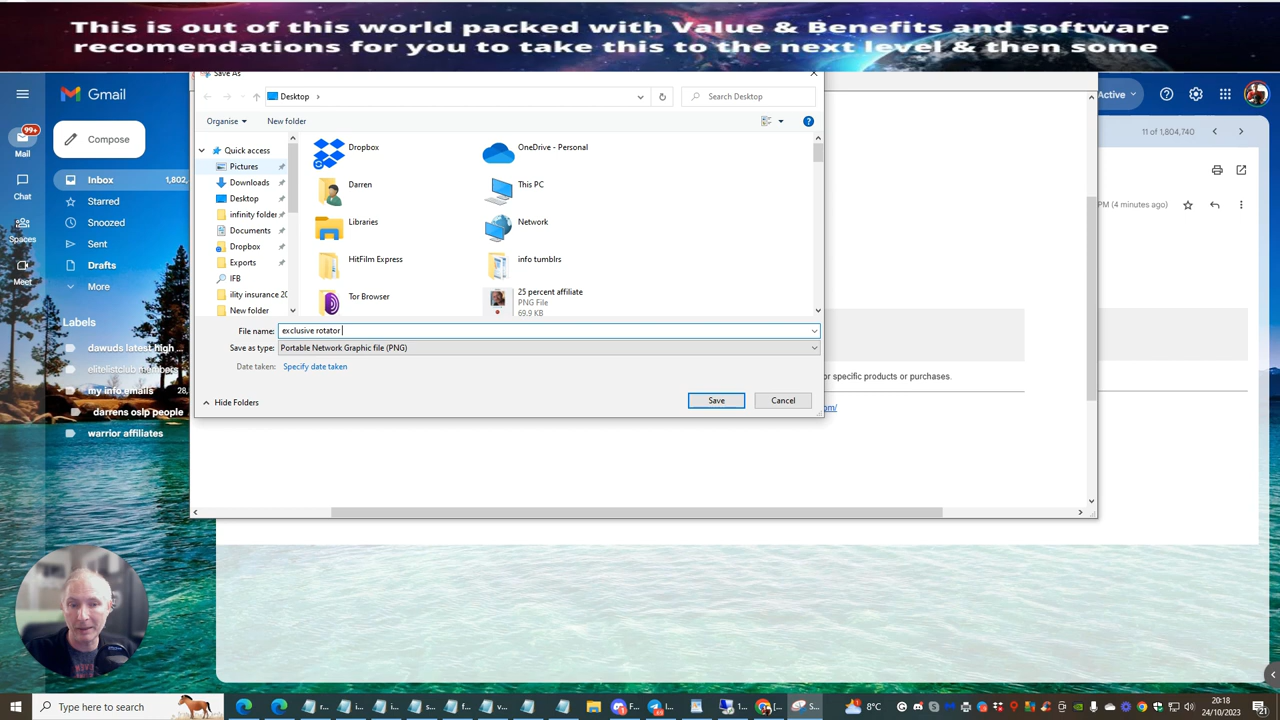 This is out of this world packed with Value & Benefits and software
recomendations for you to take this to the next level & then some
Save As
Gmail
Active
Desktop
Search Desktop
99+
Mail
Compose
Organise
New folder
11 of 1,804,740
Quick access
Pictures
Downloads
Desktop
infinity folder
Documents
Dropbox
Exports
IFB
ility insurance 20
New folder
Dropbox
OneDrive - Personal
Darren
This PC
Libraries
Network
HitFilm Express
info tumblrs
Tor Browser
25 percent affiliate
PNG File
69.9 KB
Inbox
1,802,
Chat
Starred
Snoozed
Spaces
Sent
Drafts
Meet
More
PM (4 minutes ago)
Labels
dawuds latest high
elitelistclub members
my info emails
28,
darrens oslp people
warrior affiliates
File name:
exclusive rotator
Save as type:
Portable Network Graphic file (PNG)
Date taken:
Specify date taken
Hide Folders
Save
Cancel
or specific products or purchases.
om/
Type here to search
8°C
20:18
24/10/2023